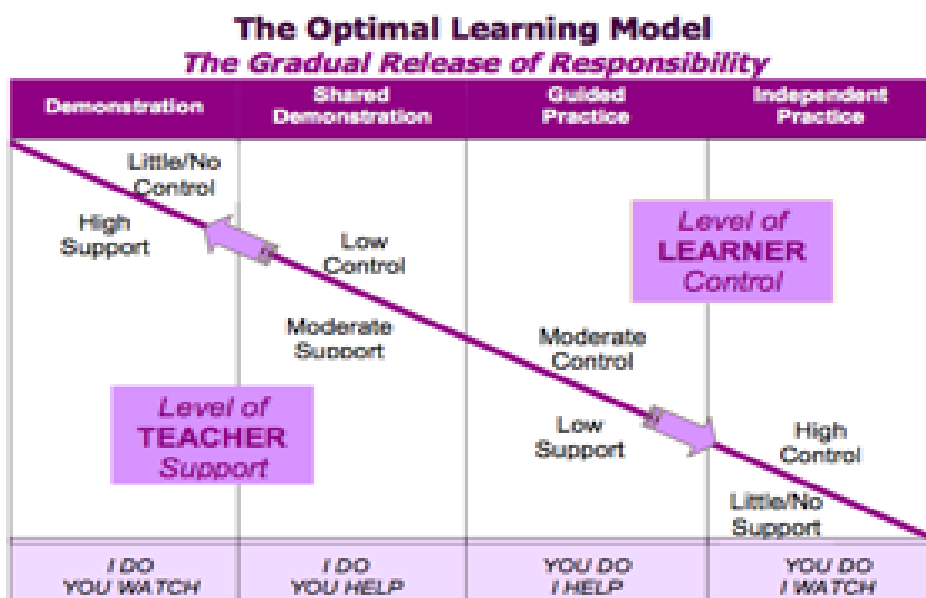 The Optimal Learning Model
The Gradual Release of Responsibility
Demonstration
Shared
Demonstration
Guided
Practice
Independent
Practice
Little/No
Control
High
Support
Low
Control
Moderate
Support
Level of
LEARNER
Control
Moderate
Control
Low
Support
Level of
TEACHER
Support
High
Control
Little/No
Support
I DO
YOU WATCH
I DO
YOU HELP
YOU DO
I HELP
YOU DO
I WATCH